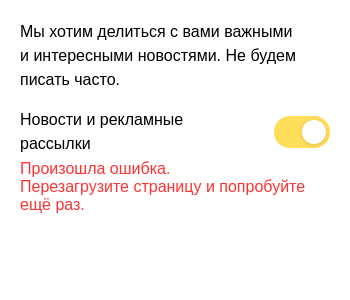 Мы хотим делиться с вами важными
и интересными новостями. Не будем
писать часто.
Новости и рекламные
рассылки
Произошла ошибка.
Перезагрузите страницу и попробуйте
ещё раз.